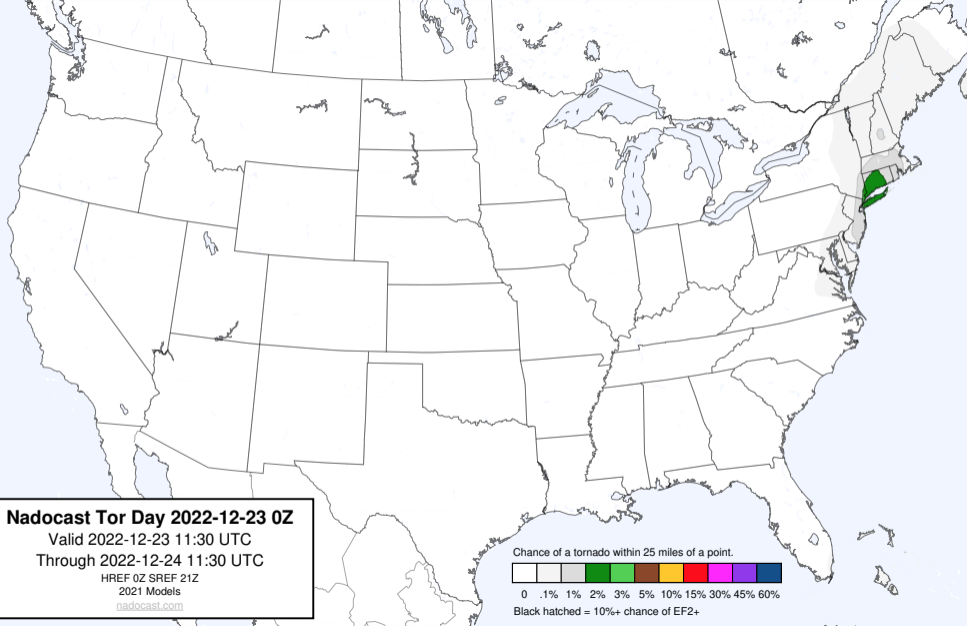 Nadocast Tor Day 2022-12-23 0Z
Valid 2022-12-23 11:30 UTC
Through 2022-12-24 11:30 UTC
HREF 0Z SREF 21Z
2021 Models
nadocast.com
Chance of a tornado within 25 miles of a point.
0 .1% 1% 2% 3% 5% 10% 15% 30% 45% 60%
Black hatched = 10%+ chance of EF2+